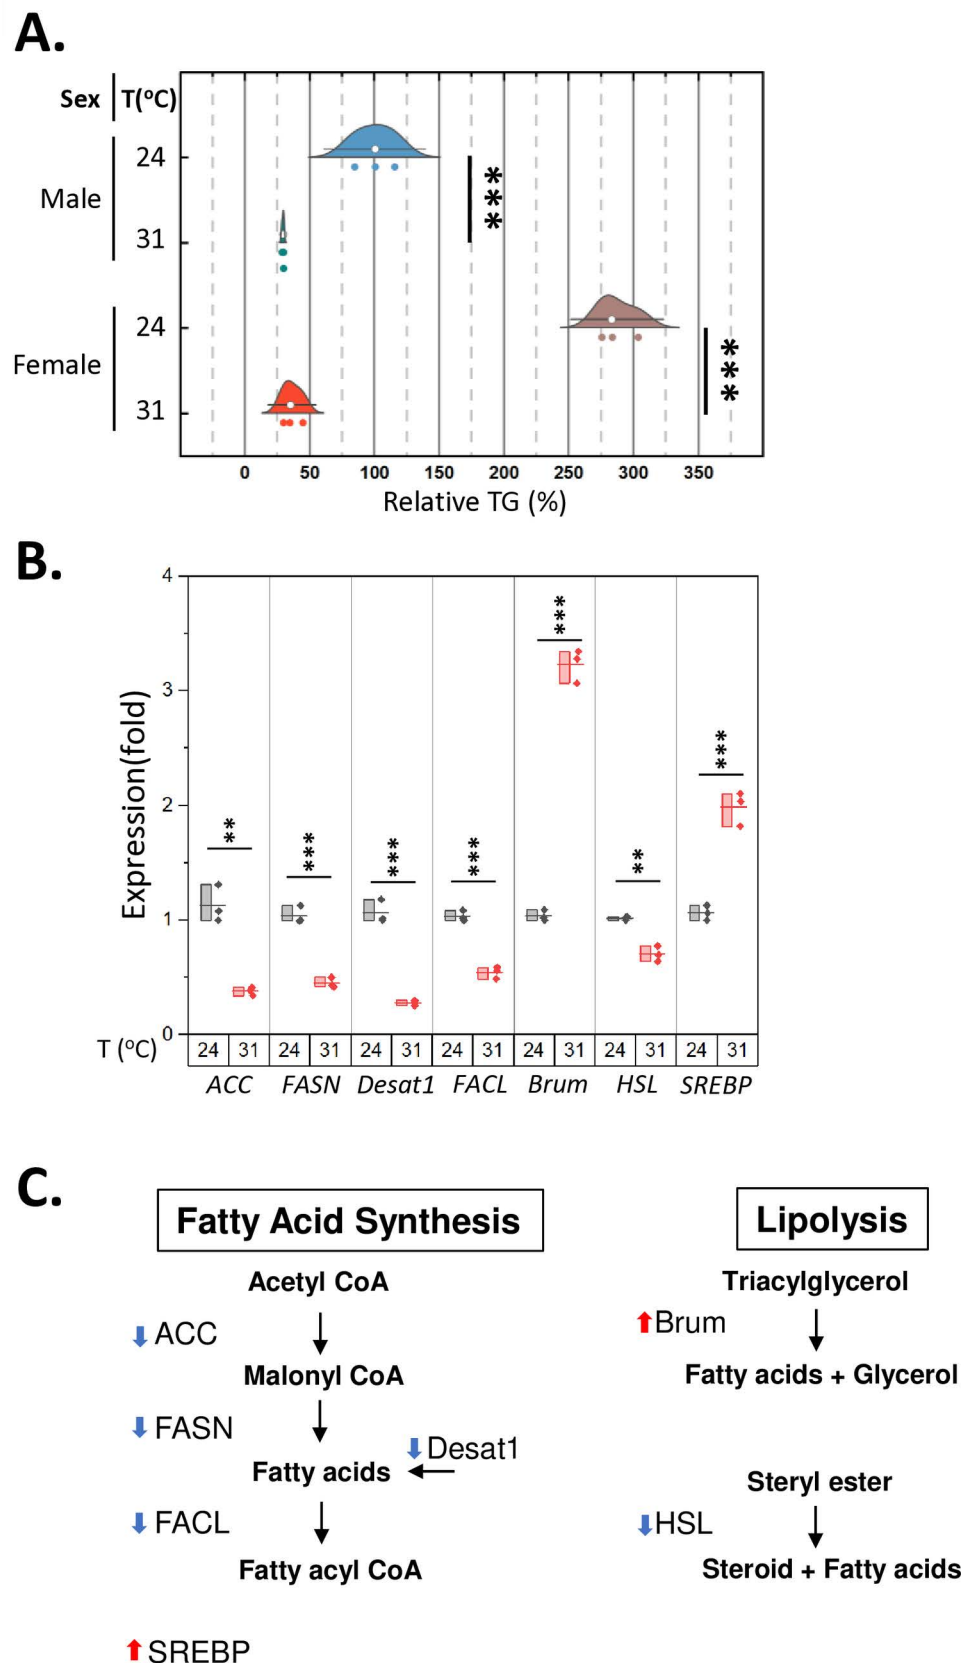 A.
Sex T(ºC)
24
Male
31
24
Female
31
***
***
0 50 100 150 200 250 300 350
Relative TG (%)
B.
Expression(fold)
4
3
2
1
0
** *** *** *** *** ** ***
T (ºC) 24 31 24 31 24 31 24 31 24 31 24 31 24 31
ACC FASN Desat1 FACL Brum HSL SREBP
C.
Fatty Acid Synthesis
Acetyl CoA
ACC
Malonyl CoA
FASN
Desat1
Fatty acids
FACL
Fatty acyl CoA
SREBP
Lipolysis
Triacylglycerol
Brum
Fatty acids + Glycerol
Steryl ester
HSL
Steroid + Fatty acids